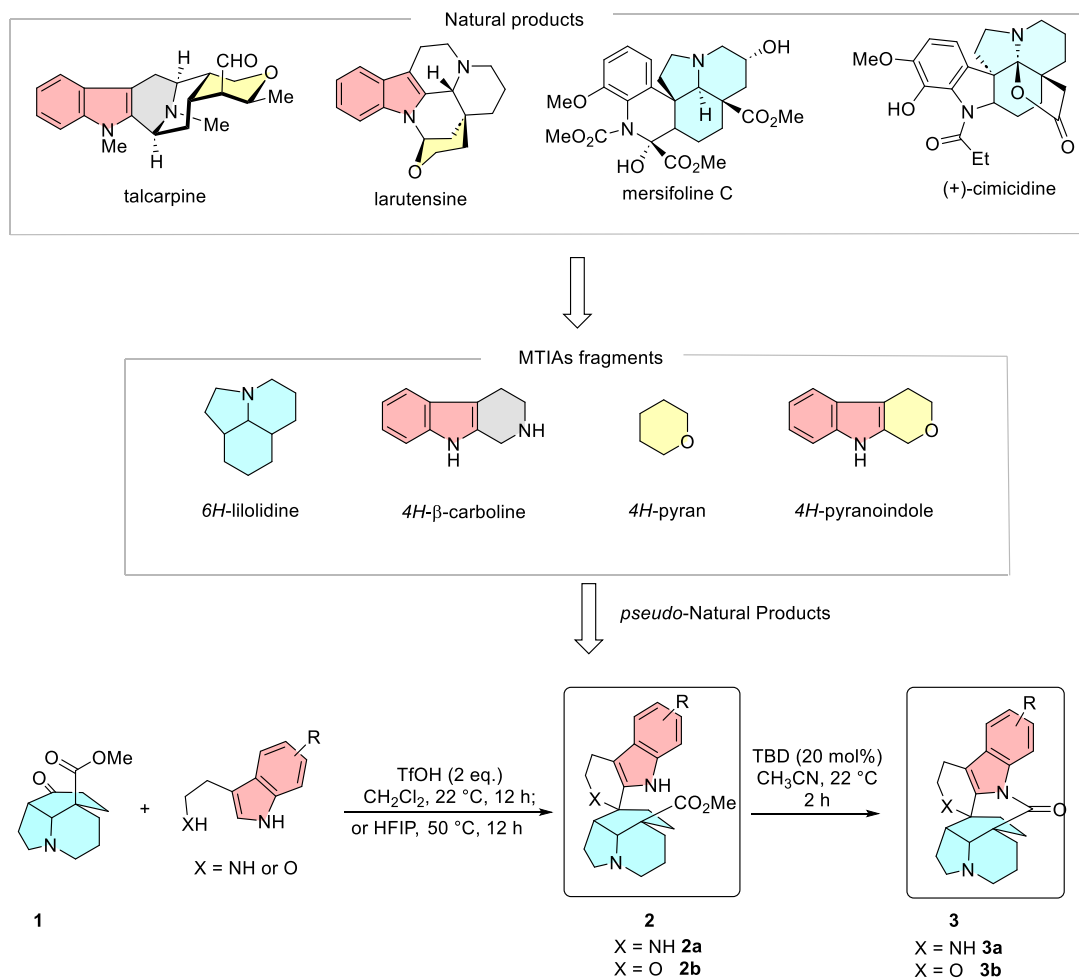 Natural products
CHO
H
O
Me
N
Me
N
Me
H
talcarpine
H
N
N
O
larutensine
N
OH
MeO
H
N
CO2Me
MeO2C
HO
CO2Me
mersifoline C
N
MeO
O
HO
N
O
O
Et
(+)-cimicidine
MTIAs fragments
N
NH
N
H
O
O
N
H
6H-lilolidine
4H-β-carboline
4H-pyran
4H-pyranoindole
pseudo-Natural Products
O
OMe
O
N
1
+
R
XH
N
H
X = NH or O
TfOH (2 eq.)
CH2Cl2, 22 °C, 12 h;
or HFIP, 50 °C, 12 h
R
NH
X
CO2Me
N
2
X = NH 2a
X = O 2b
TBD (20 mol%)
CH3CN, 22 °C
2 h
R
N
X
O
N
3
X = NH 3a
X = O 3b